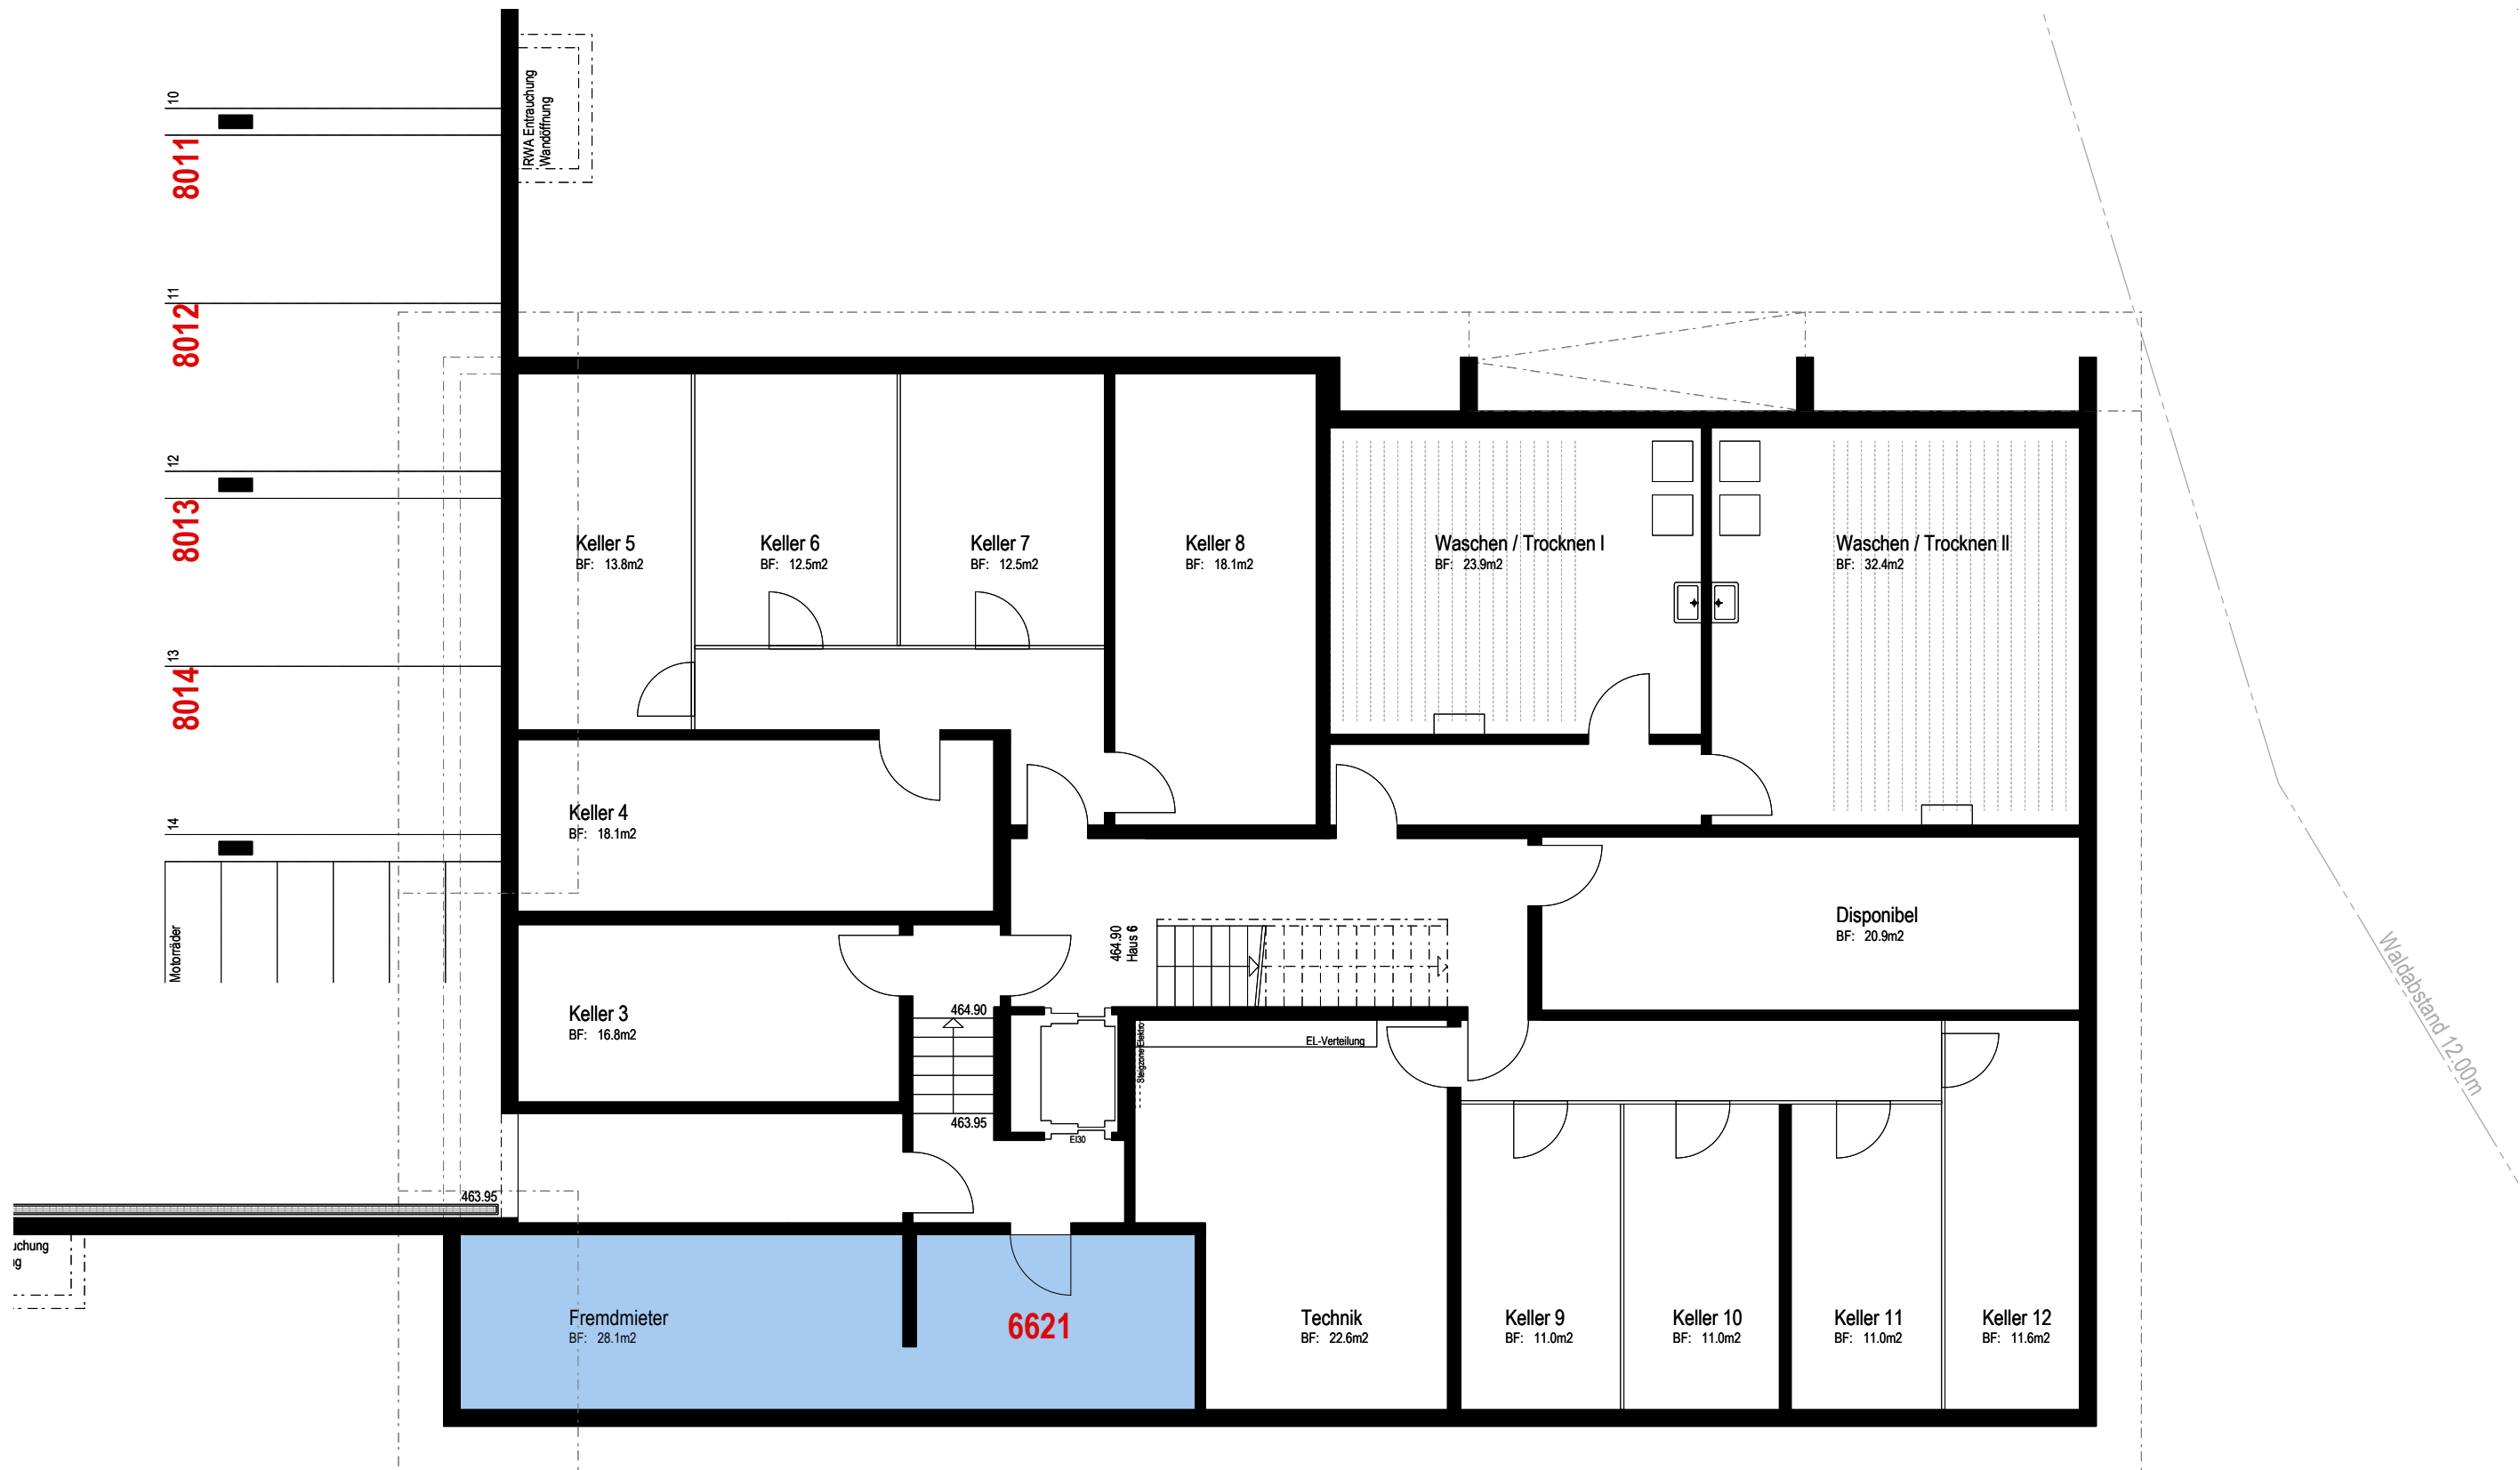 10
8011
RWA Entrauchung
Wandöffnung
11
8012
12
8013
13
8014
14
Motorräder
Keller 5
BF: 13.8m2
Keller 6
BF: 12.5m2
Keller 7
BF: 12.5m2
Keller 8
BF: 18.1m2
Waschen / Trocknen I
BF: 23.9m2
Waschen / Trocknen II
BF: 32.4m2
Keller 4
BF: 18.1m2
464.90
Haus 6
Disponibel
BF: 20.9m2
Waldabstand 12.00m
Keller 3
BF: 16.8m2
464.90
463.95
EI30
Steigzone Elektro
EL-Verteilung
463.95
uchung
ng
Fremdmieter
BF: 28.1m2
6621
Technik
BF: 22.6m2
Keller 9
BF: 11.0m2
Keller 10
BF: 11.0m2
Keller 11
BF: 11.0m2
Keller 12
BF: 11.6m2